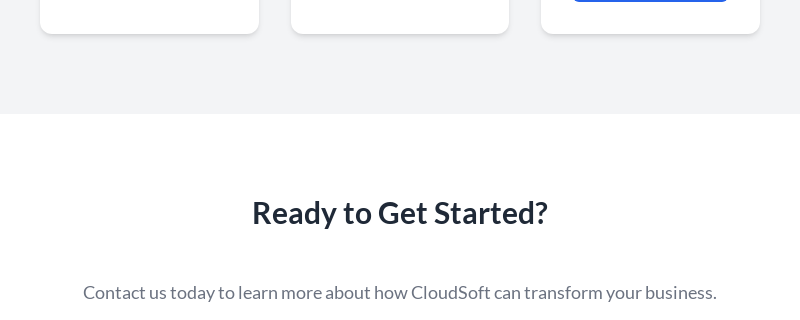 Ready to Get Started?
Contact us today to learn more about how CloudSoft can transform your business.